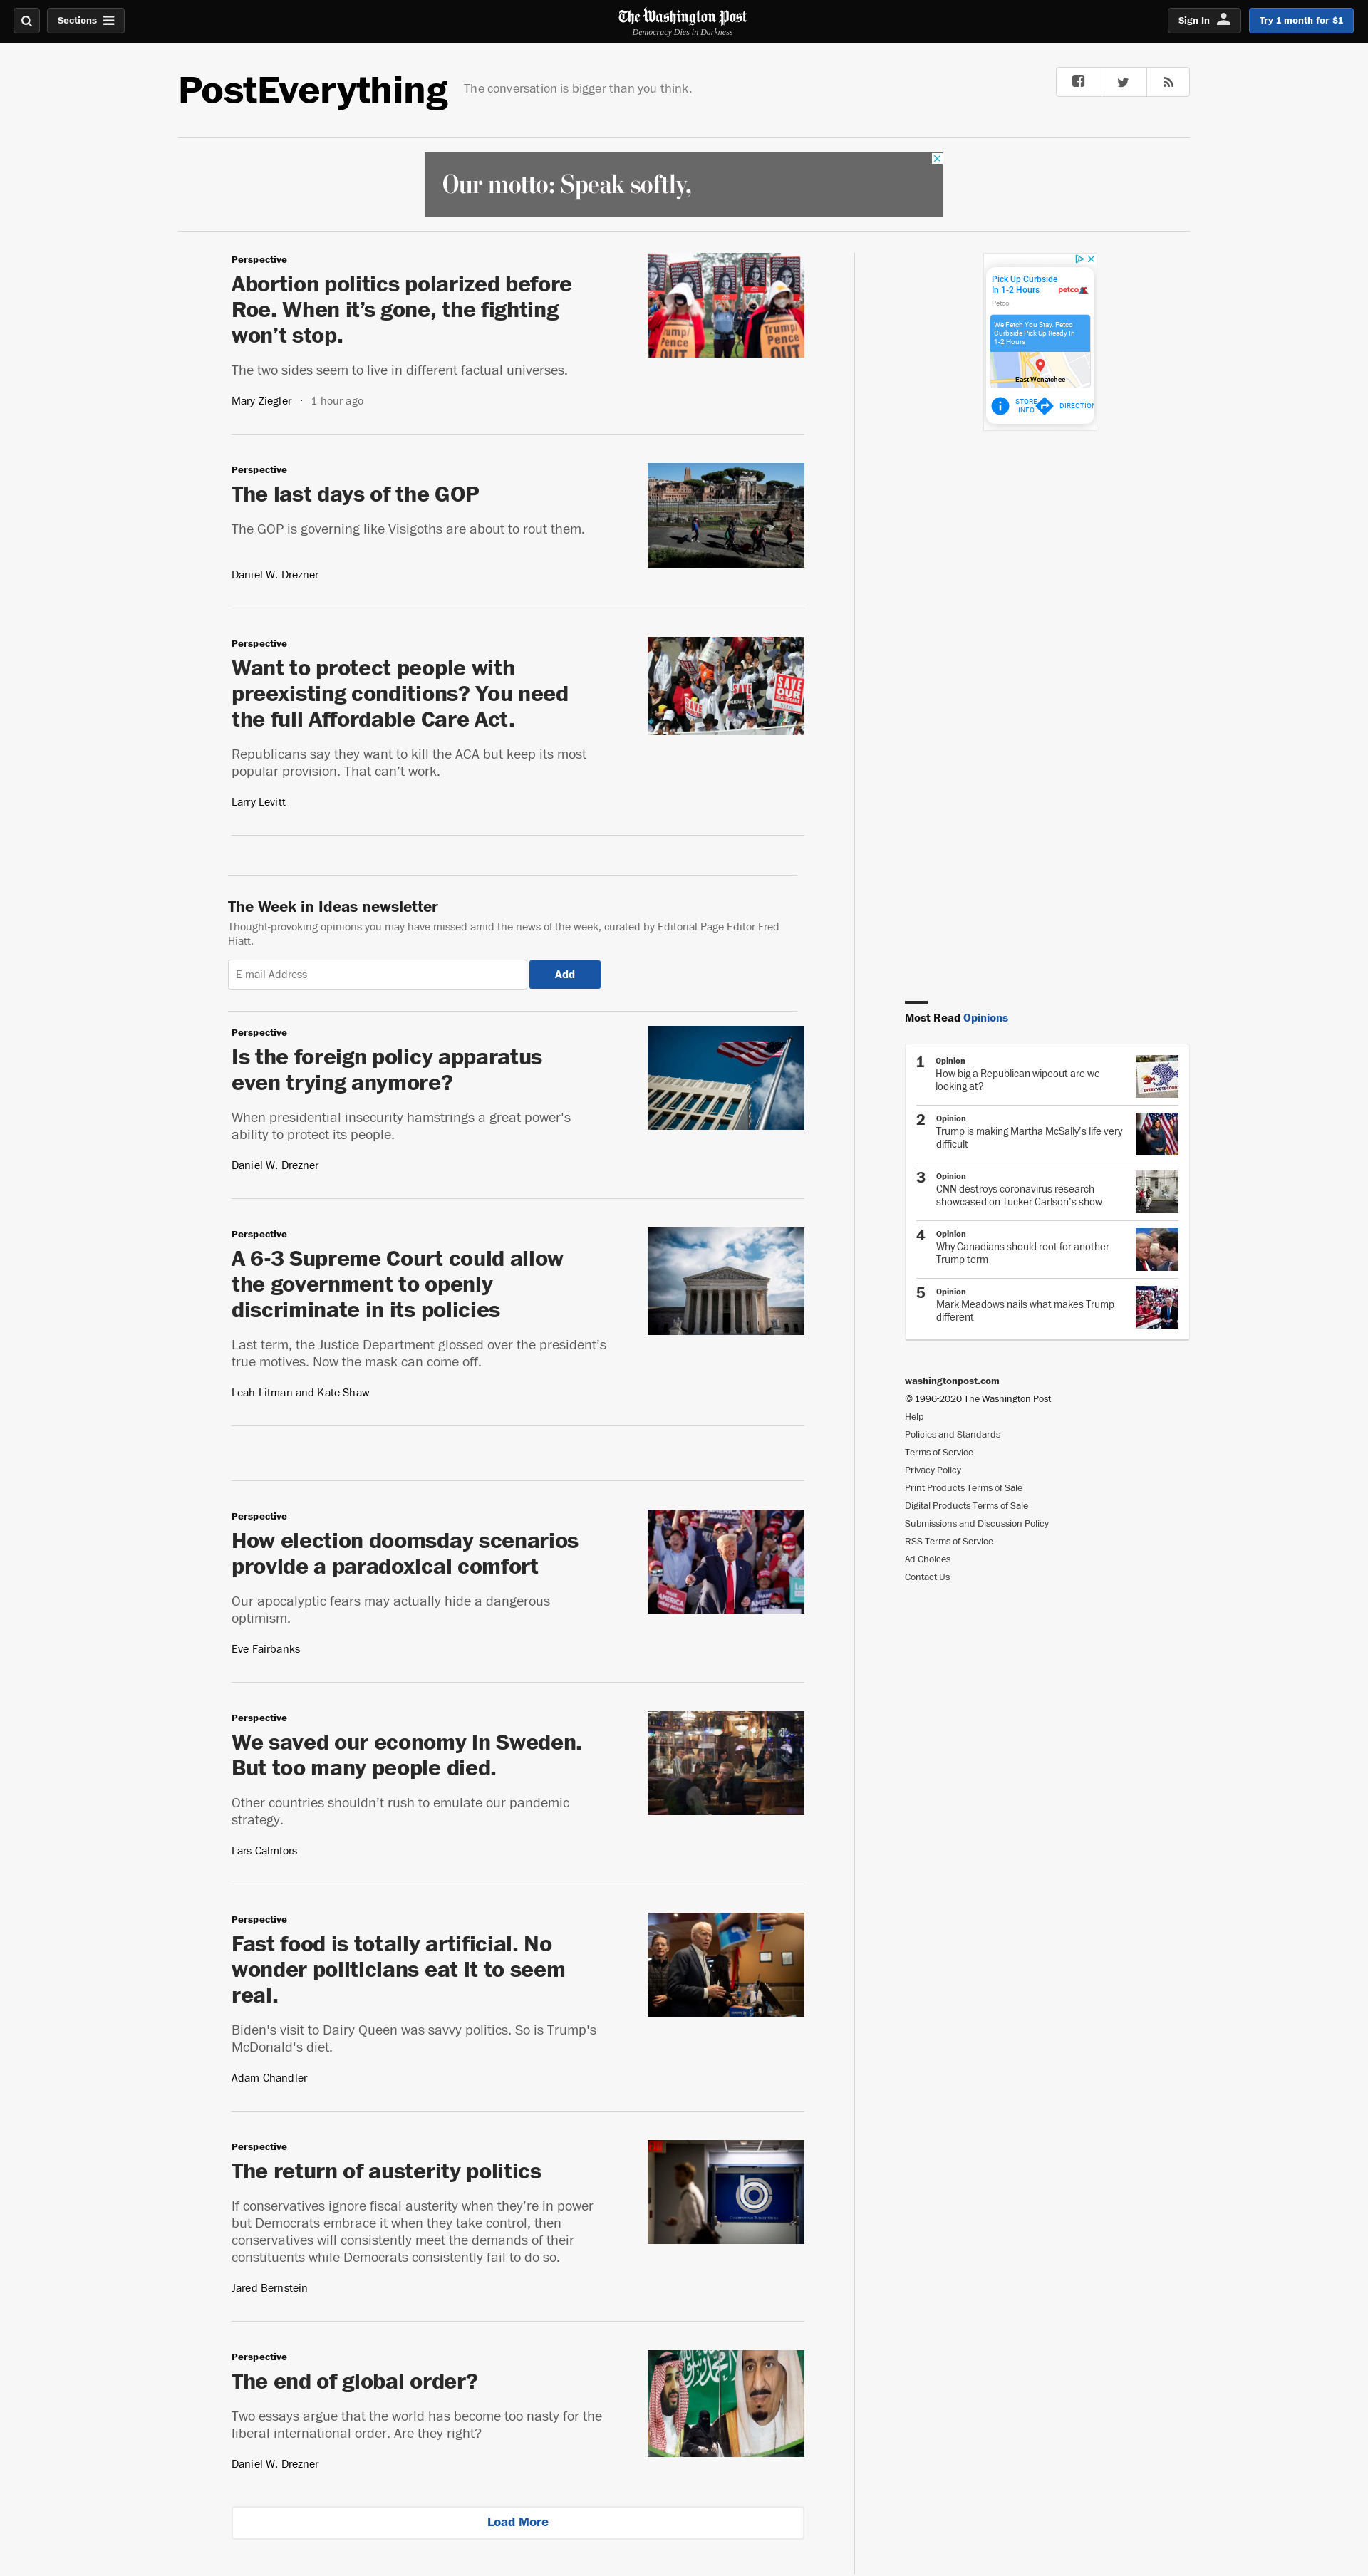 Sections
The Washington Post
Democracy Dies in Darkness
Sign In
Try 1 month for $1
PostEverything
The conversation is bigger than you think.
Our motto: Speak softly,
Perspective
Abortion politics polarized before
Roe. When it’s gone, the fighting
won’t stop.
The two sides seem to live in different factual universes.
Mary Ziegler · 1 hour ago
Perspective
The last days of the GOP
The GOP is governing like Visigoths are about to rout them.
Daniel W. Drezner
Perspective
Want to protect people with
preexisting conditions? You need
the full Affordable Care Act.
Republicans say they want to kill the ACA but keep its most
popular provision. That can’t work.
Larry Levitt
The Week in Ideas newsletter
Thought-provoking opinions you may have missed amid the news of the week, curated by Editorial Page Editor Fred
Hiatt.
E-mail Address
Add
Perspective
Is the foreign policy apparatus
even trying anymore?
When presidential insecurity hamstrings a great power's
ability to protect its people.
Daniel W. Drezner
Perspective
A 6-3 Supreme Court could allow
the government to openly
discriminate in its policies
Last term, the Justice Department glossed over the president’s
true motives. Now the mask can come off.
Leah Litman and Kate Shaw
Perspective
How election doomsday scenarios
provide a paradoxical comfort
Our apocalyptic fears may actually hide a dangerous
optimism.
Eve Fairbanks
Perspective
We saved our economy in Sweden.
But too many people died.
Other countries shouldn’t rush to emulate our pandemic
strategy.
Lars Calmfors
Perspective
Fast food is totally artificial. No
wonder politicians eat it to seem
real.
Biden's visit to Dairy Queen was savvy politics. So is Trump's
McDonald's diet.
Adam Chandler
Perspective
The return of austerity politics
If conservatives ignore fiscal austerity when they’re in power
but Democrats embrace it when they take control, then
conservatives will consistently meet the demands of their
constituents while Democrats consistently fail to do so.
Jared Bernstein
Perspective
The end of global order?
Two essays argue that the world has become too nasty for the
liberal international order. Are they right?
Daniel W. Drezner
Load More
Pick Up Curbside
In 1-2 Hours
petco
Petco
We Fetch You Stay. Petco
Curbside Pick Up Ready In
1-2 Hours
East Wenatchee
STORE
INFO
DIRECTION
Most Read Opinions
1 Opinion
How big a Republican wipeout are we
looking at?
2 Opinion
Trump is making Martha McSally’s life very
difficult
3 Opinion
CNN destroys coronavirus research
showcased on Tucker Carlson’s show
4 Opinion
Why Canadians should root for another
Trump term
5 Opinion
Mark Meadows nails what makes Trump
different
washingtonpost.com
© 1996-2020 The Washington Post
Help
Policies and Standards
Terms of Service
Privacy Policy
Print Products Terms of Sale
Digital Products Terms of Sale
Submissions and Discussion Policy
RSS Terms of Service
Ad Choices
Contact Us
Trump/
Pence
OUT
Trump/
Pence
OUT
SAVE
SAVE
OUR
EVERY VOTE COUNTS